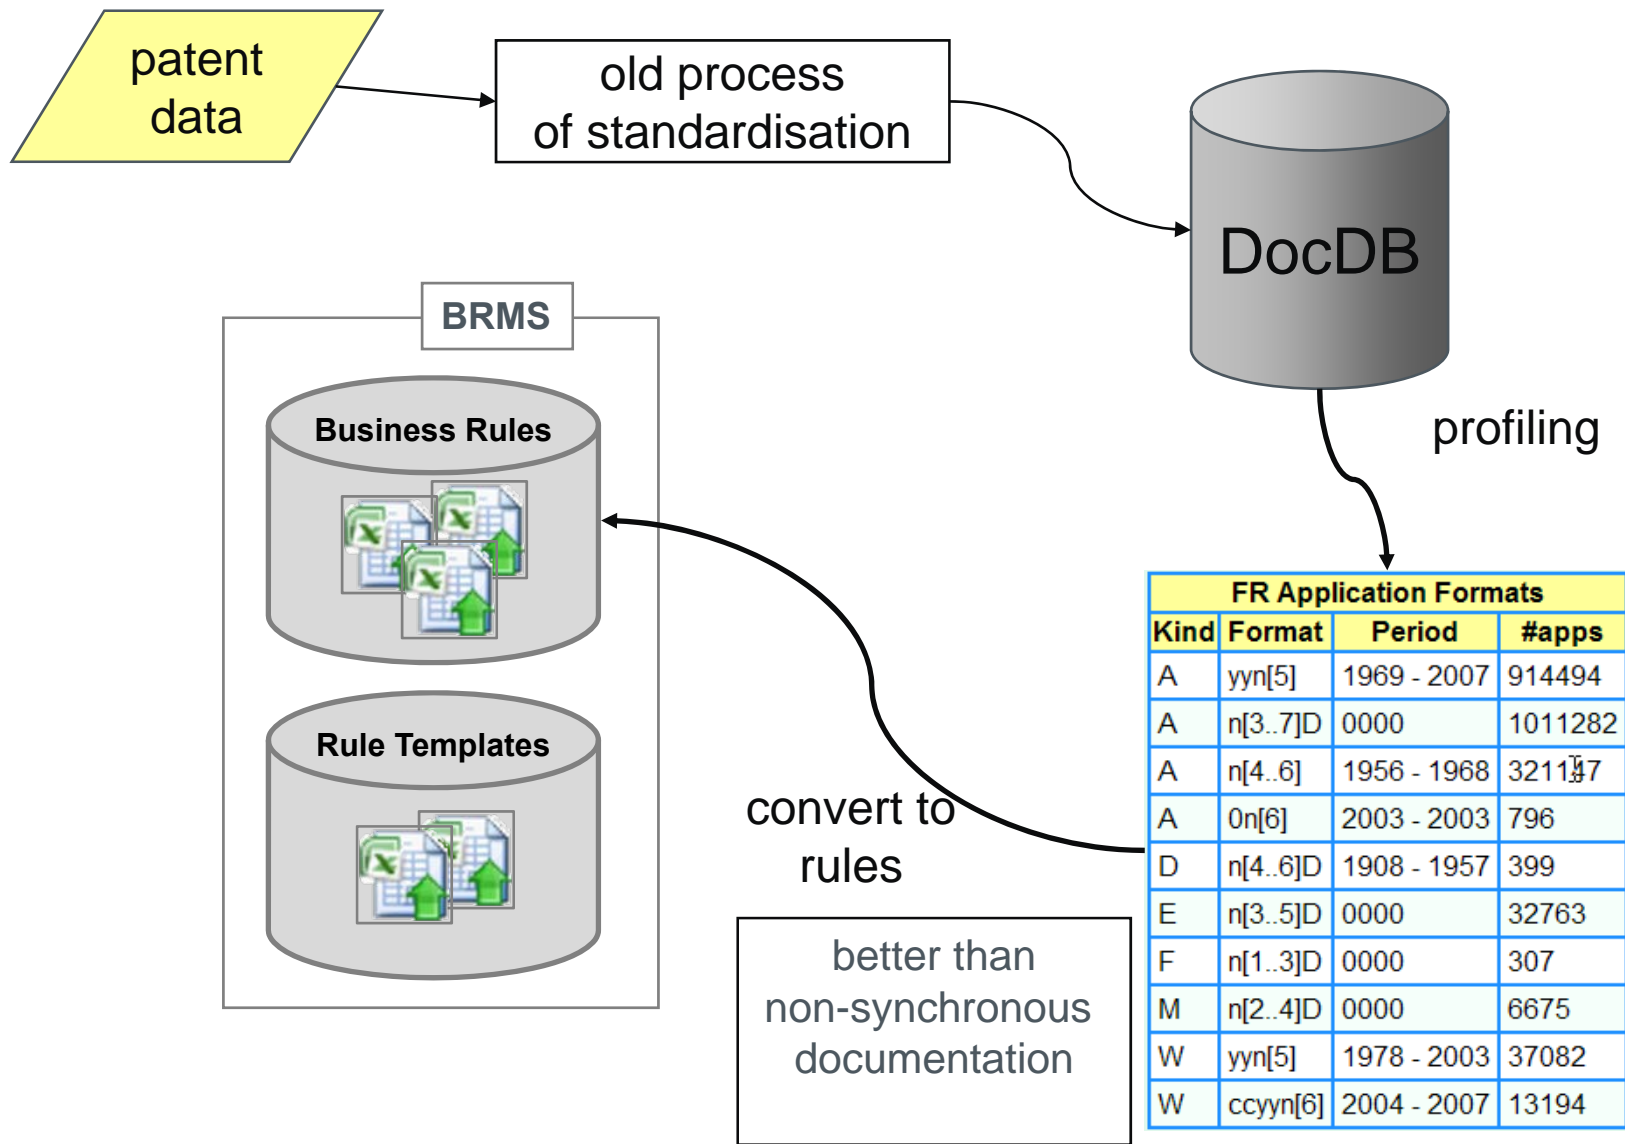 patent
data
old process
of standardisation
DocDB
BRMS
Business Rules
Rule Templates
profiling
convert to
rules
better than
non-synchronous
documentation
FR Application Formats
Kind Format Period #apps
A yyn[5] 1969 - 2007 914494
A n[3..7]D 0000 1011282
A n[4..6] 1956 - 1968 321147
A 0n[6] 2003 - 2003 796
D n[4..6]D 1908 - 1957 399
E n[3..5]D 0000 32763
F n[1..3]D 0000 307
M n[2..4]D 0000 6675
W yyn[5] 1978 - 2003 37082
W ccyyn[6] 2004 - 2007 13194